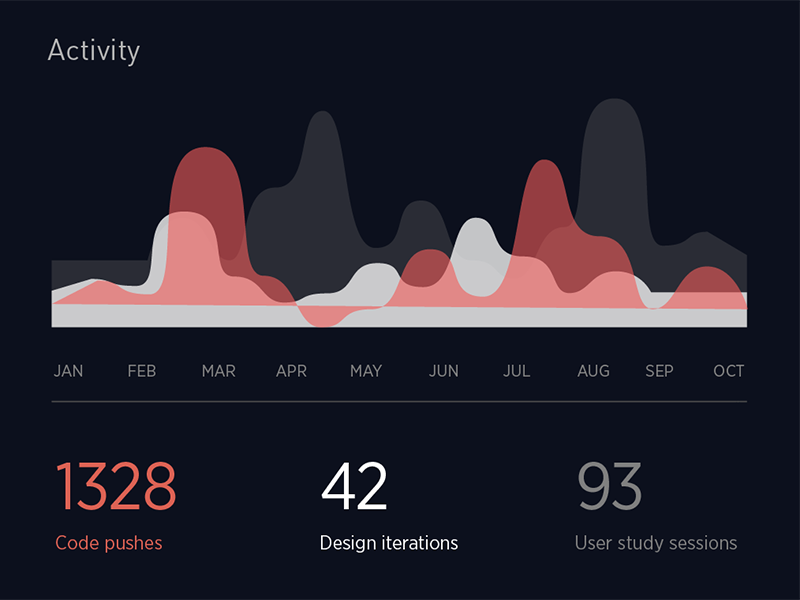 Activity
JAN FEB MAR APR MAY JUN JUL AUG SEP OCT
1328 42 93
Code pushes Design iterations User study sessions